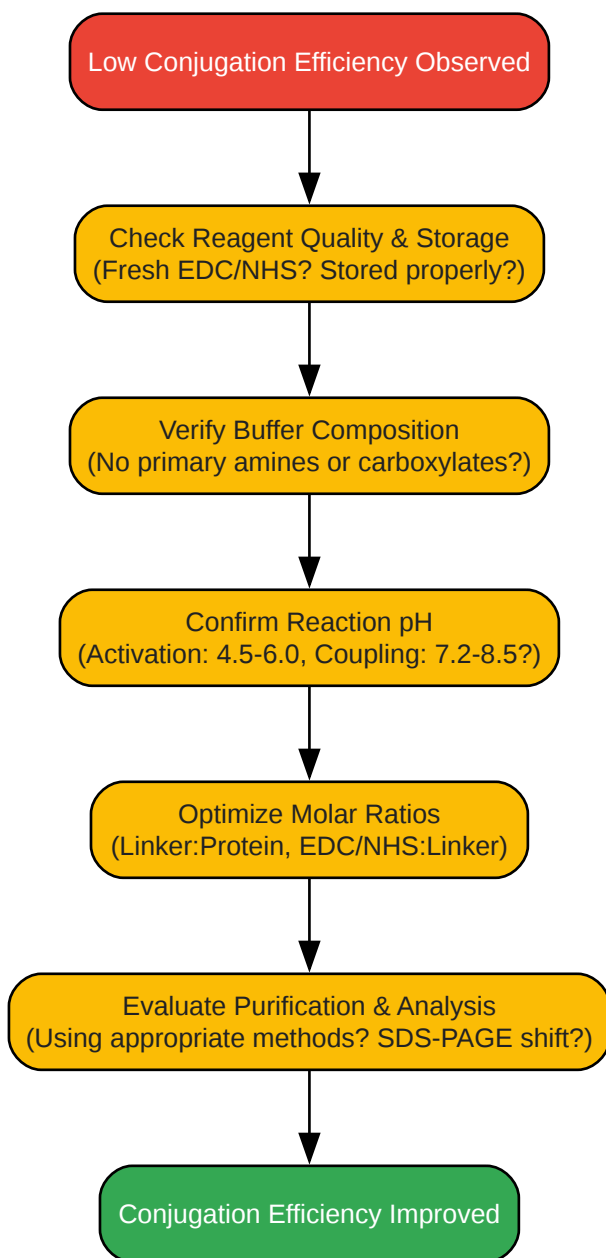 Low Conjugation Efficiency Observed
Check Reagent Quality & Storage
(Fresh EDC/NHS? Stored properly?)
Verify Buffer Composition
(No primary amines or carboxylates?)
Confirm Reaction pH
(Activation: 4.5-6.0, Coupling: 7.2-8.5?)
Optimize Molar Ratios
(Linker:Protein, EDC/NHS:Linker)
Evaluate Purification & Analysis
(Using appropriate methods? SDS-PAGE shift?)
Conjugation Efficiency Improved